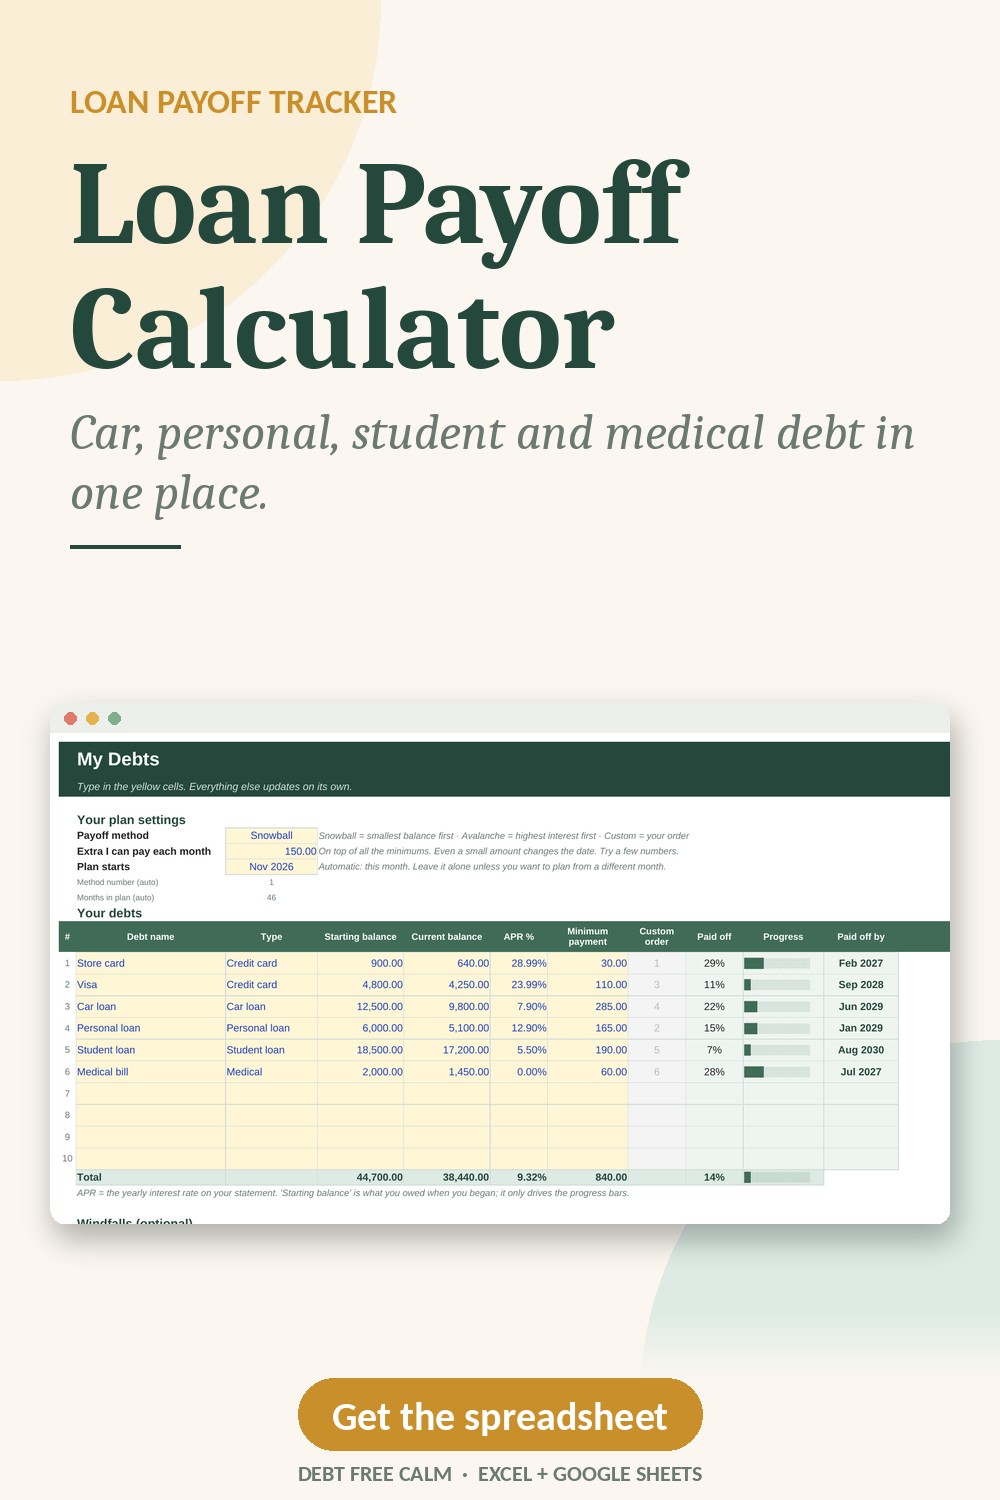 LOAN PAYOFF TRACKER
Loan Payoff
Calculator
Car, personal, student and medical debt in
one place.
My Debts
Type in the yellow cells. Everything else updates on its own.
Your plan settings
Payoff method Snowball Snowball = smallest balance first · Avalanche = highest interest first · Custom = your order
Extra I can pay each month 150.00 On top of all the minimums. Even a small amount changes the date. Try a few numbers.
Plan starts Nov 2026 Automatic: this month. Leave it alone unless you want to plan from a different month.
Method number (auto) 1
Months in plan (auto) 46
Your debts
# Debt name Type Starting balance Current balance APR % Minimum payment Custom order Paid off Progress Paid off by
1 Store card Credit card 900.00 640.00 28.99% 30.00 1 29% Feb 2027
2 Visa Credit card 4,800.00 4,250.00 23.99% 110.00 3 11% Sep 2028
3 Car loan Car loan 12,500.00 9,800.00 7.90% 285.00 4 22% Jun 2029
4 Personal loan Personal loan 6,000.00 5,100.00 12.90% 165.00 2 15% Jan 2029
5 Student loan Student loan 18,500.00 17,200.00 5.50% 190.00 5 7% Aug 2030
6 Medical bill Medical 2,000.00 1,450.00 0.00% 60.00 6 28% Jul 2027
7
8
9
10
Total 44,700.00 38,440.00 9.32% 840.00 14%
APR = the yearly interest rate on your statement. 'Starting balance' is what you owed when you began; it only drives the progress bars.
Windfalls (optional)
Get the spreadsheet
DEBT FREE CALM · EXCEL + GOOGLE SHEETS